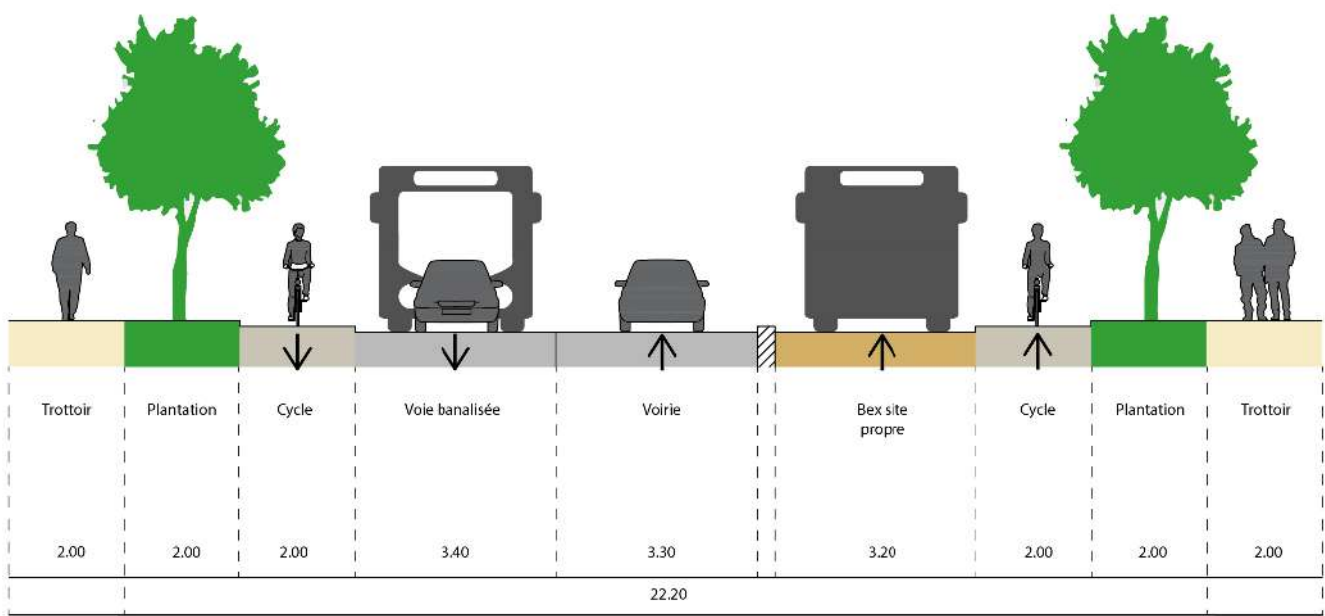 Trottoir Plantation Cycle Voie banalisée Voirie Bex site Cycle Plantation Trottoir
propre
2.00 2.00 2.00 3.40 3.30 3.20 2.00 2.00 2.00
22.20